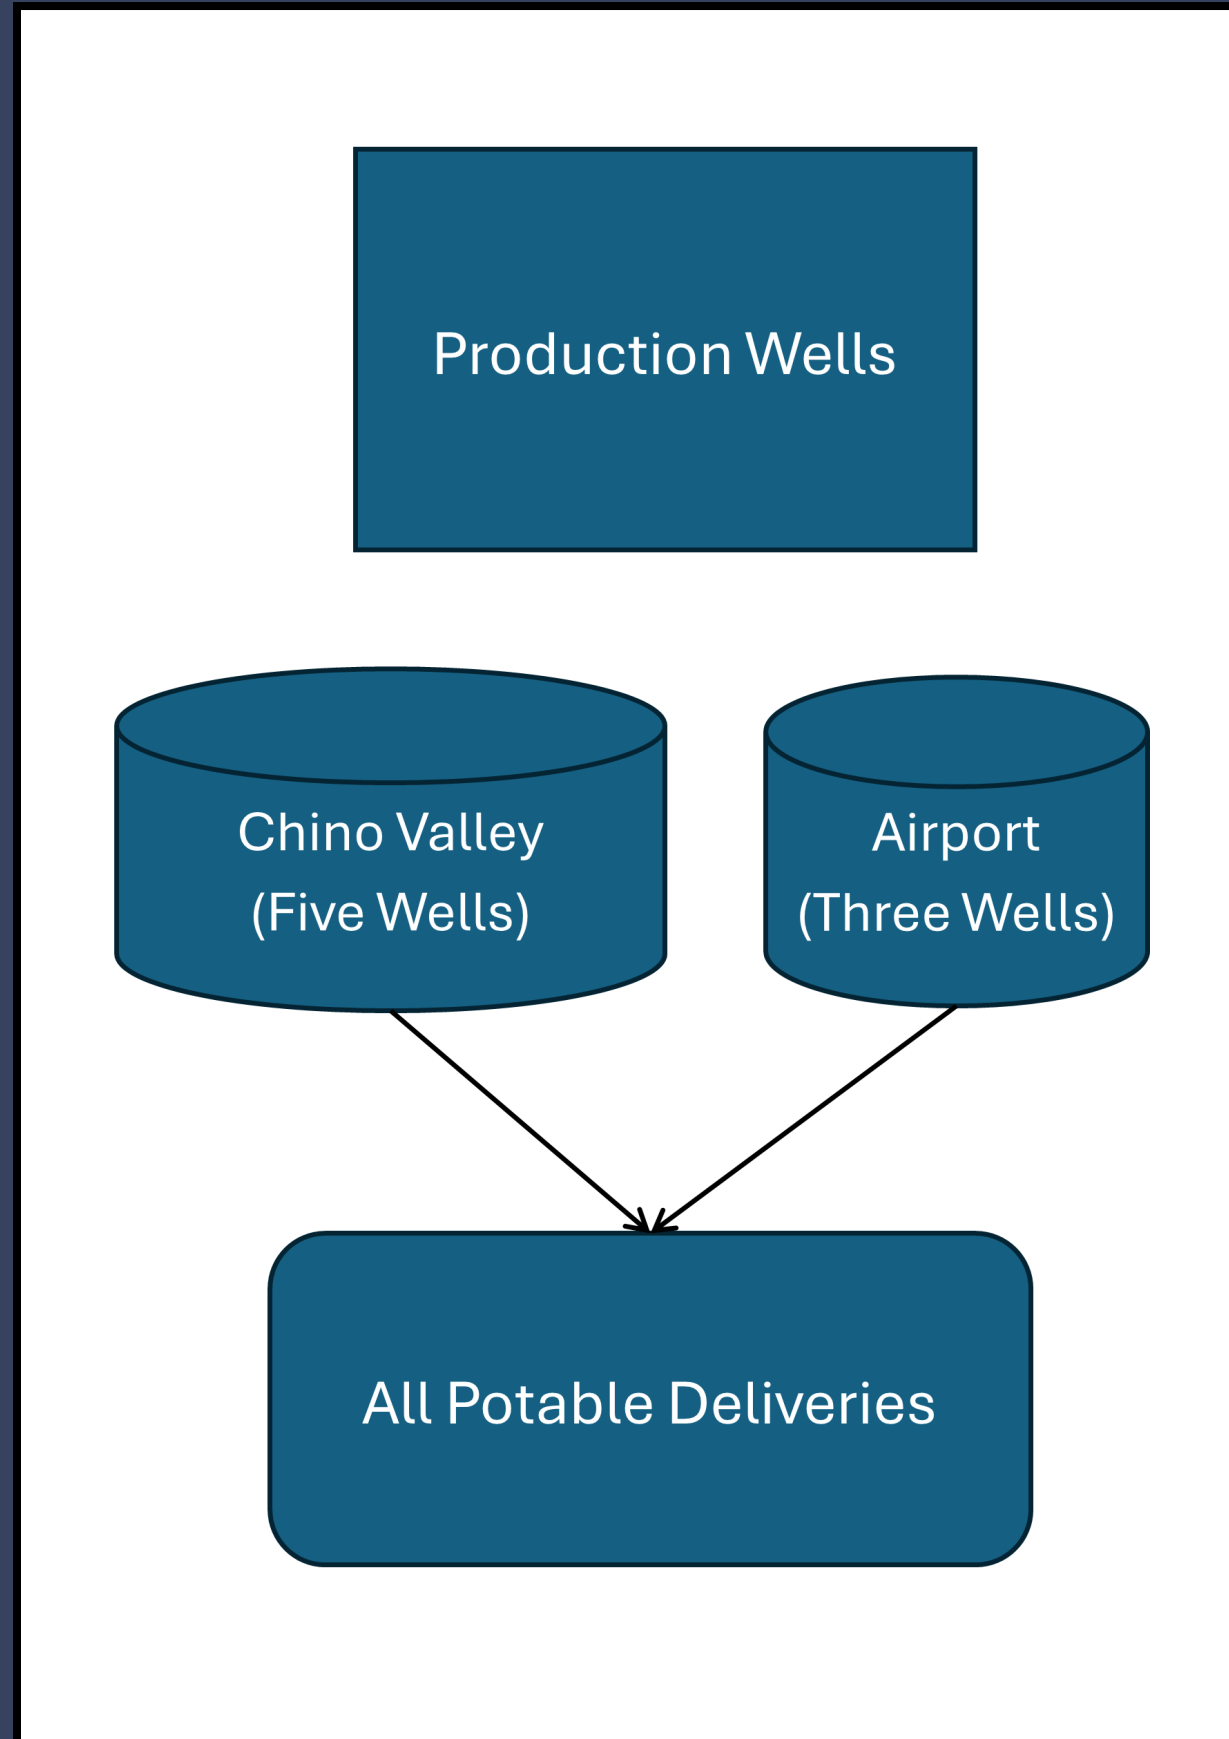 Production Wells
Chino Valley
(Five Wells)
Airport
(Three Wells)
All Potable Deliveries